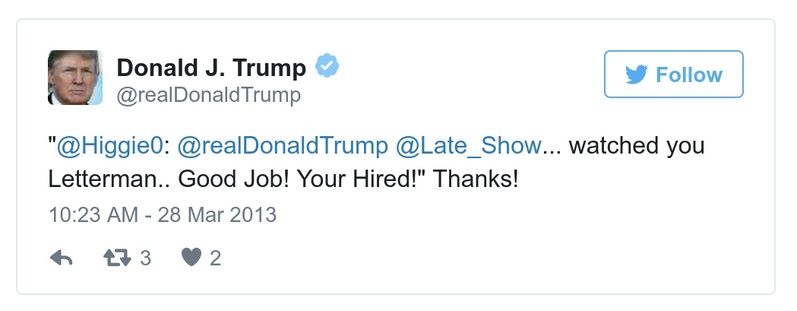 Donald J. Trump
@realDonaldTrump
Follow
"@Higgie0: @realDonaldTrump @Late_Show... watched you
Letterman.. Good Job! Your Hired!" Thanks!
10:23 AM - 28 Mar 2013
3 2